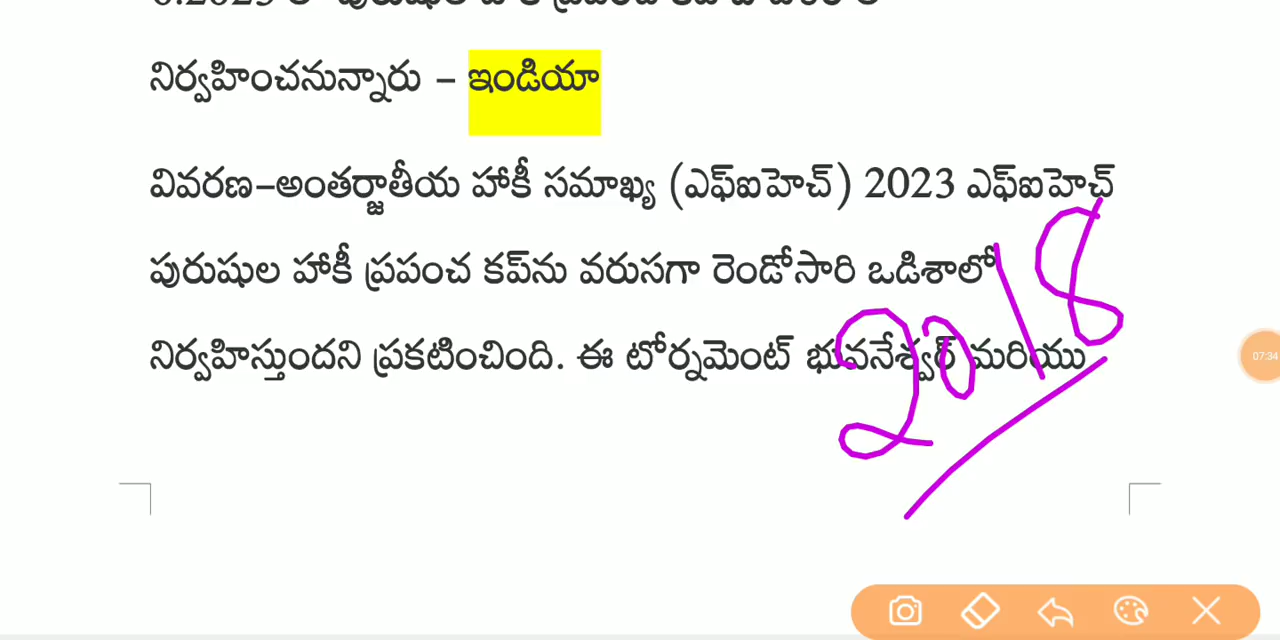 నిర్వహించనున్నారు – ఇండియా
వివరణ–అంతర్జాతీయ హాకీ సమాఖ్య (ఎఫ్ఐహెచ్) 2023 ఎఫ్ఐహెచ్
పురుషుల హాకీ ప్రపంచ కప్‌ను వరుసగా రెండోసారి ఒడిశాలో
నిర్వహిస్తుందని ప్రకటించింది. ఈ టోర్నమెంట్ భువనేశ్వర్ మరియు
2018
07:34